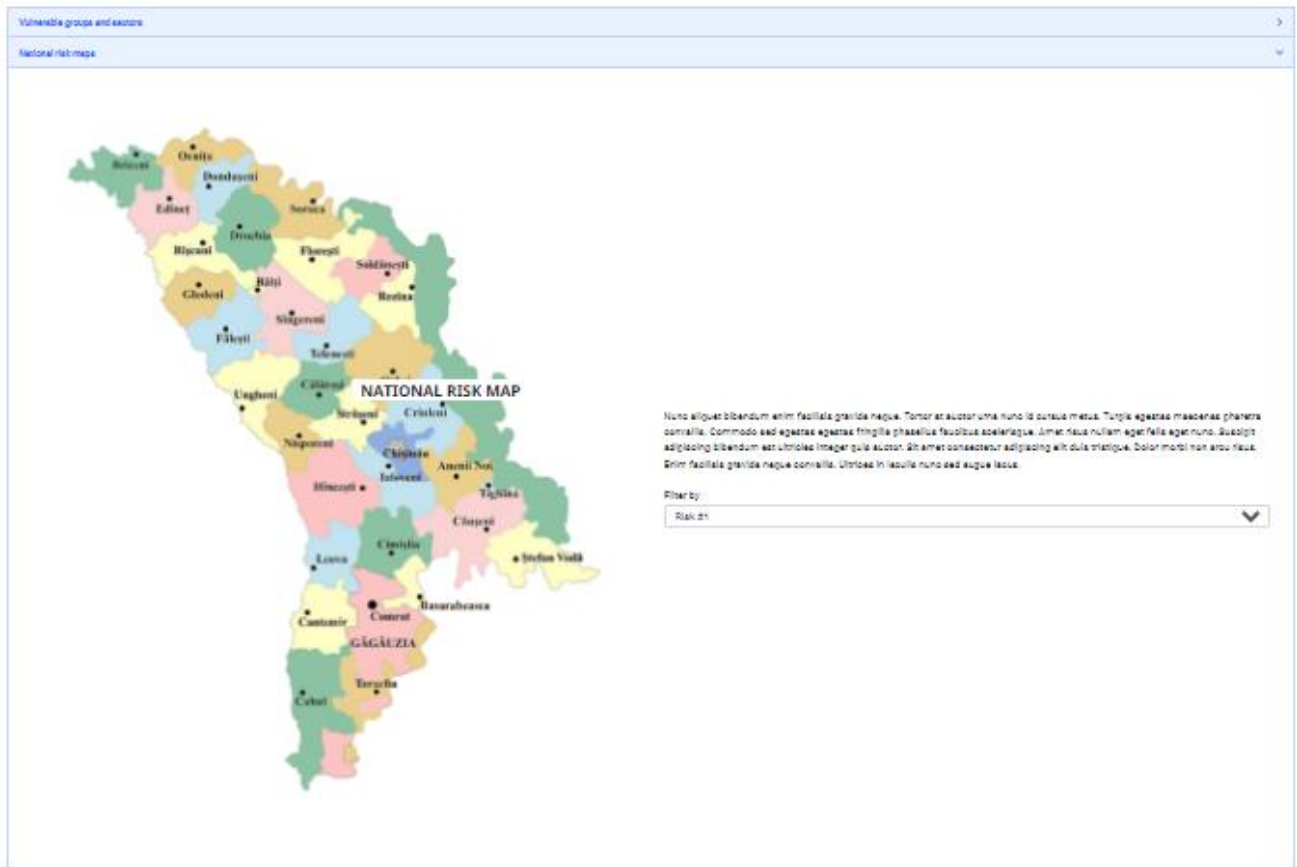 Vulnerable groups and sectors
National risk maps
Briceni
Ocnița
Dondușeni
Edineț
Soroca
Drochia
Rîșcani
Florești
Șoldănești
Bălți
Glodeni
Rezina
Sîngerei
Fălești
Telenești
Călărași
NATIONAL RISK MAP
Ungheni
Strășeni
Criuleni
Nisporeni
Chișinău
Ialoveni
Anenii Noi
Hîncești
Tighina
Căușeni
Cimișlia
Leova
Ștefan Vodă
Basarabeasca
Cantemir
Comrat
GĂGĂUZIA
Taraclia
Cahul
Nunc aliquet bibendum enim facilisis gravida neque. Tortor at auctor urna nunc id cursus metus. Turpis egestas maecenas pharetra
convallis. Commodo sed egestas egestas fringilla phasellus faucibus scelerisque. Amet risus nullam eget felis eget nunc. Suscipit
adipiscing bibendum est ultricies integer quis auctor. Sit amet consectetur adipiscing elit duis tristique. Dolor morbi non arcu risus.
Enim facilisis gravida neque convallis. Ultrices in iaculis nunc sed augue lacus.
Filter by:
Risk #1